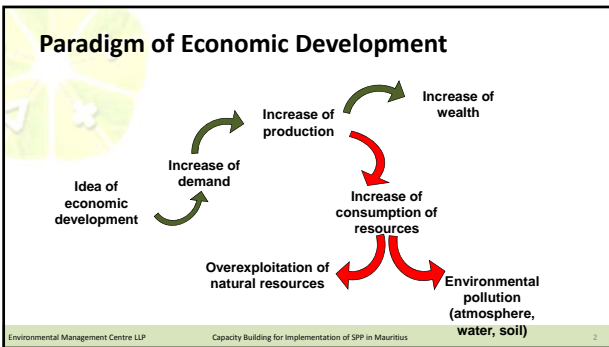 Paradigm of Economic Development
Increase of
production
Increase of
wealth
Increase of
demand
Idea of
economic
development
Increase of
consumption of
resources
Overexploitation of
natural resources
Environmental
pollution
(atmosphere,
water, soil)
Environmental Management Centre LLP
Capacity Building for Implementation of SPP in Mauritius
2